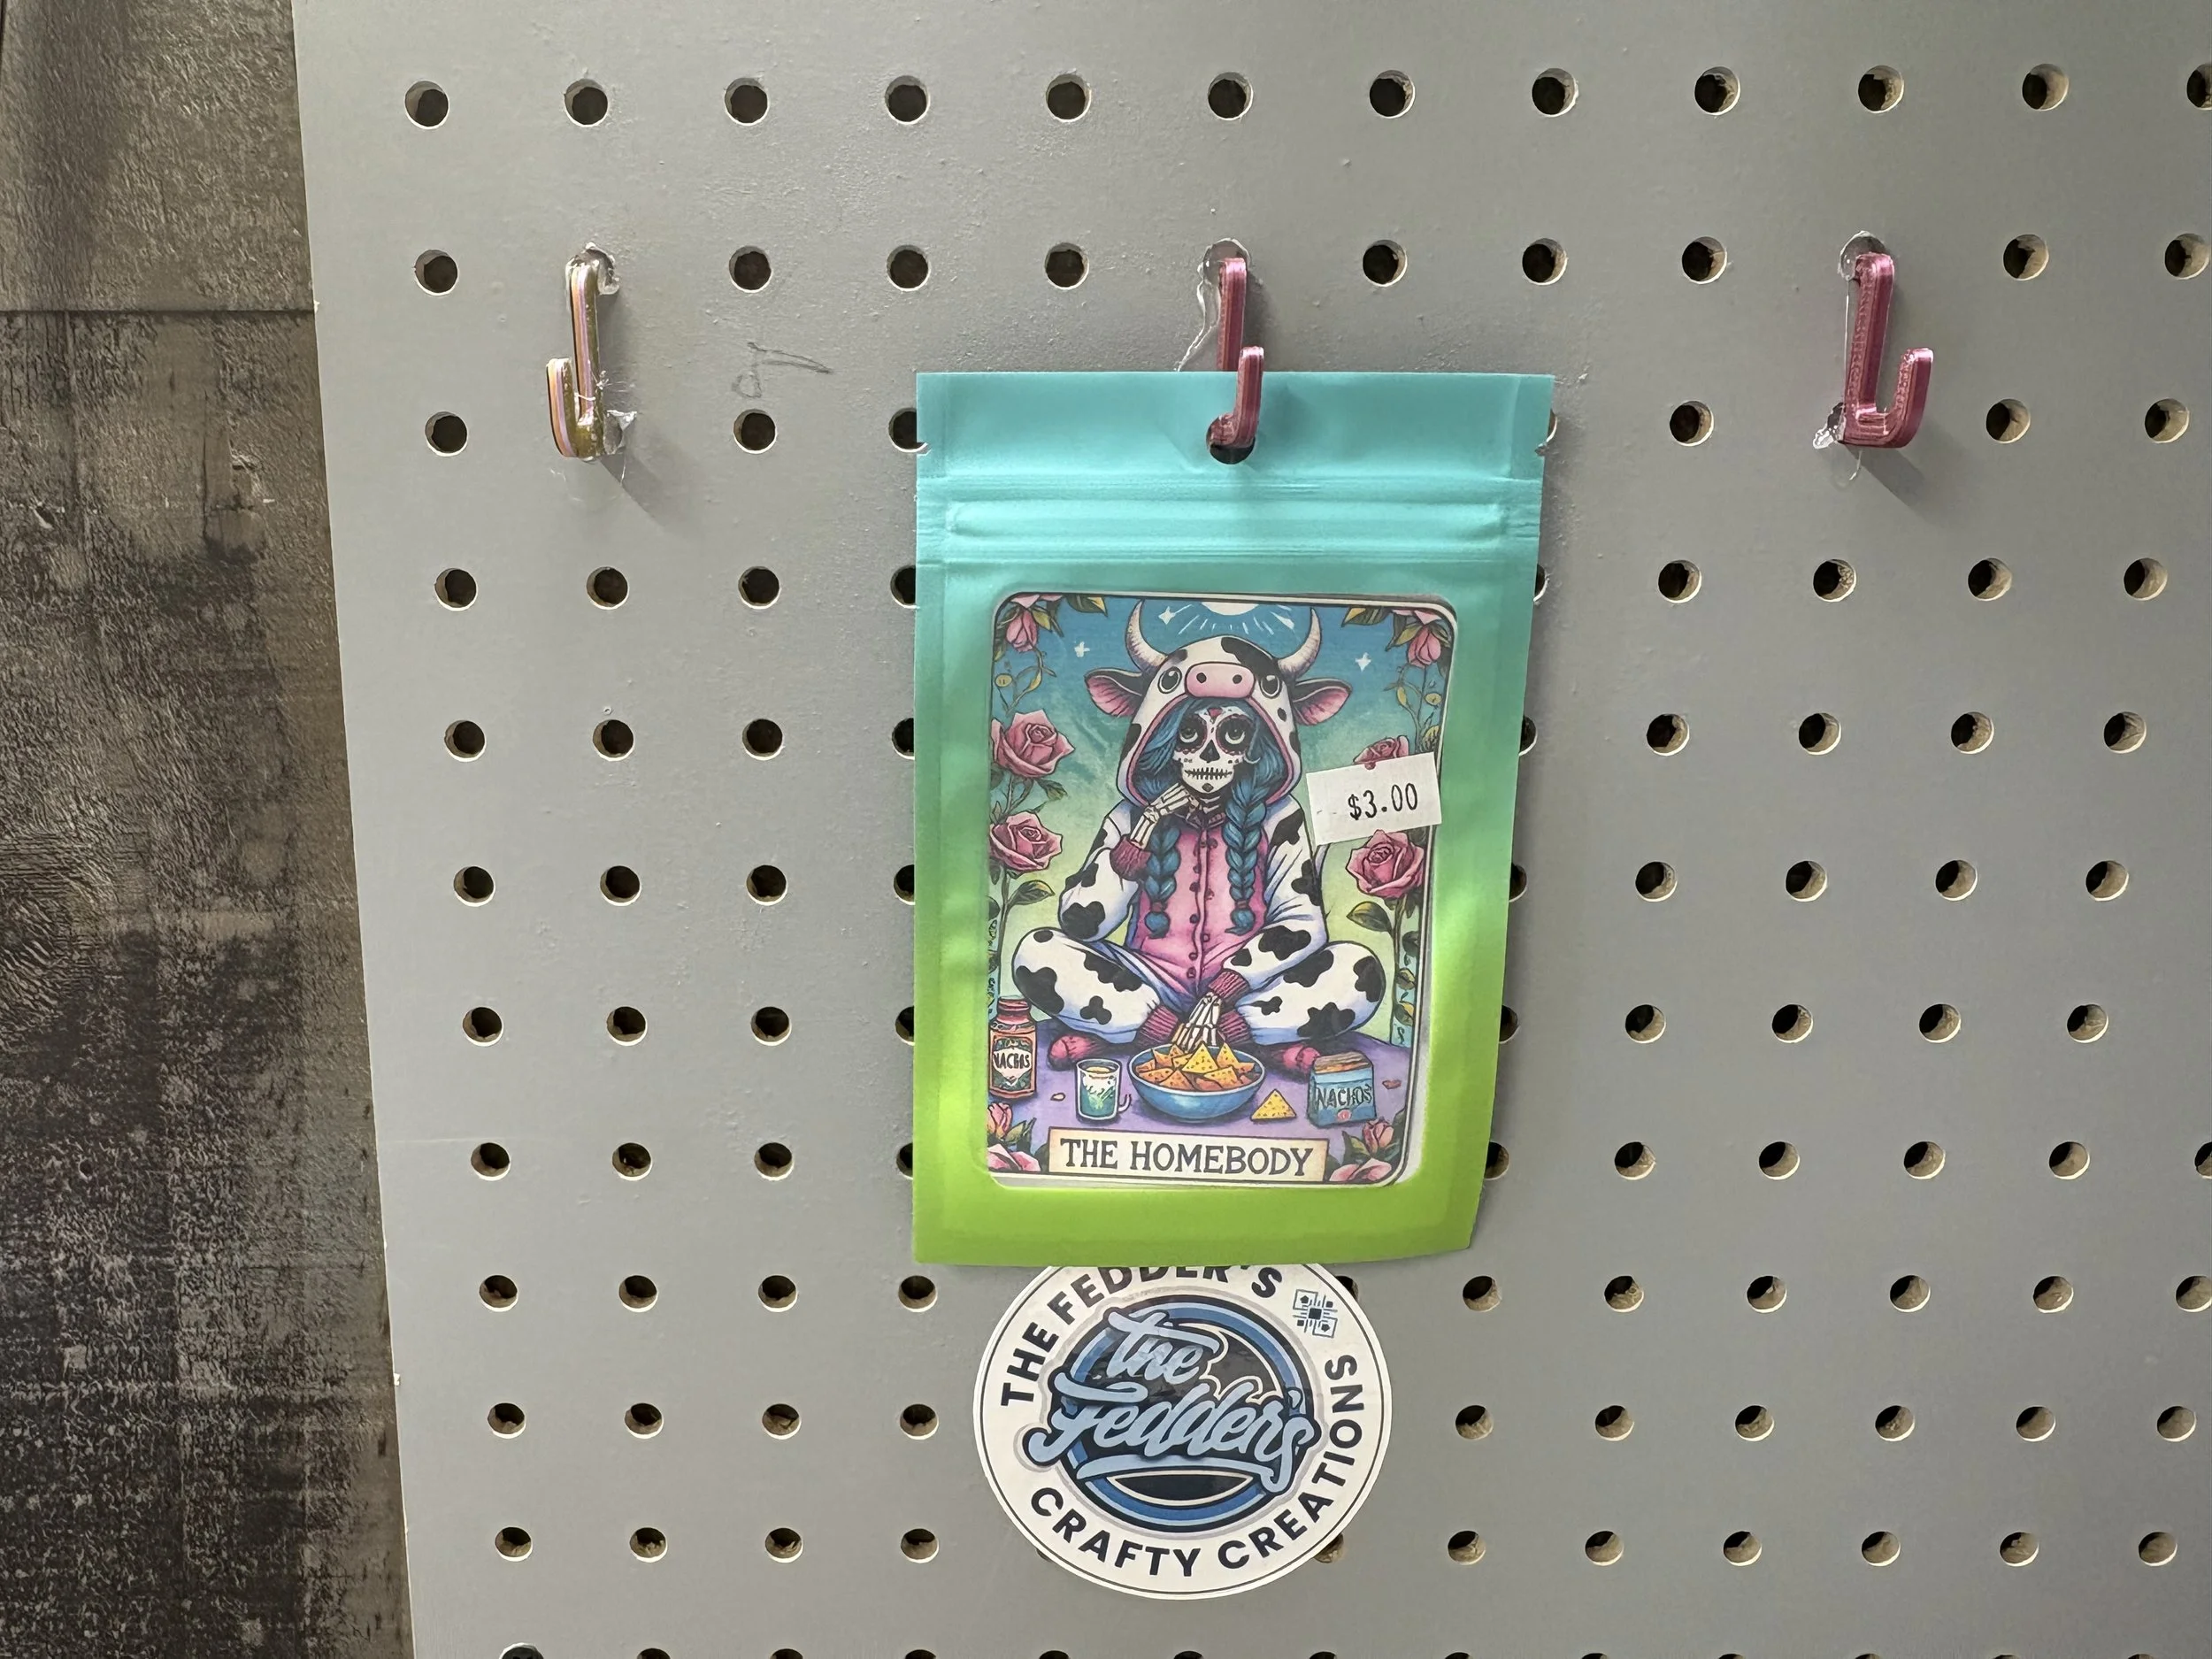 $3.00
NACHOS
NACHOS
THE HOMEBODY
THE FEDDER'S
the
Fedder's
CRAFTY CREATIONS